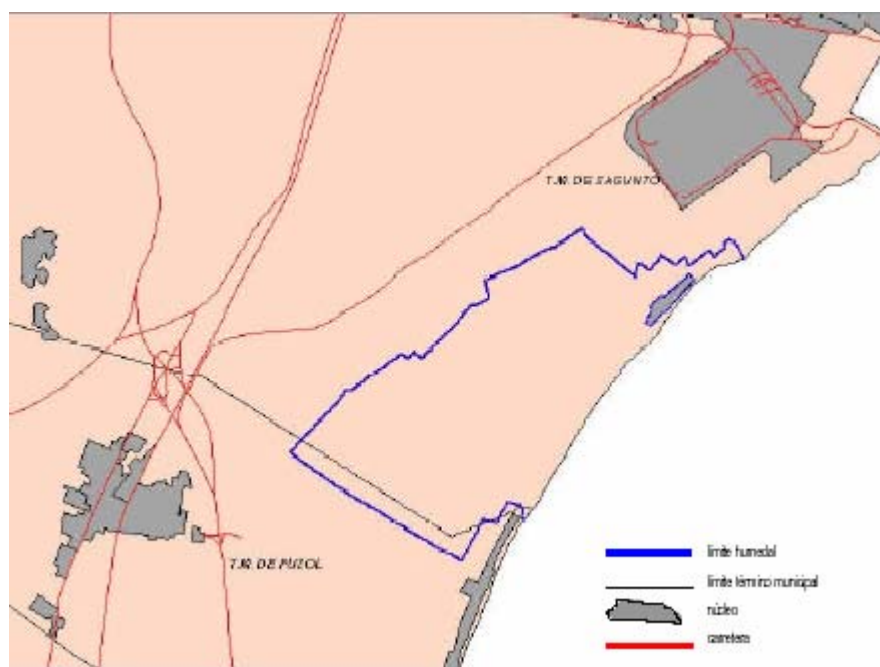 T.M. DE SAGUNTO
T.M. DE PUZOL
límite humedal
límite término municipal
núcleo
carretera